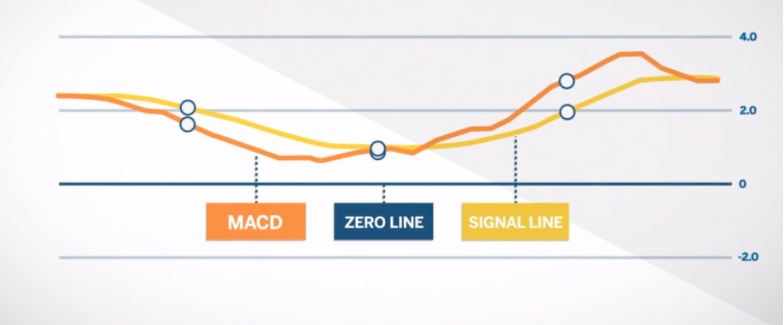 4.0
2.0
0
MACD
ZERO LINE
SIGNAL LINE
-2.0